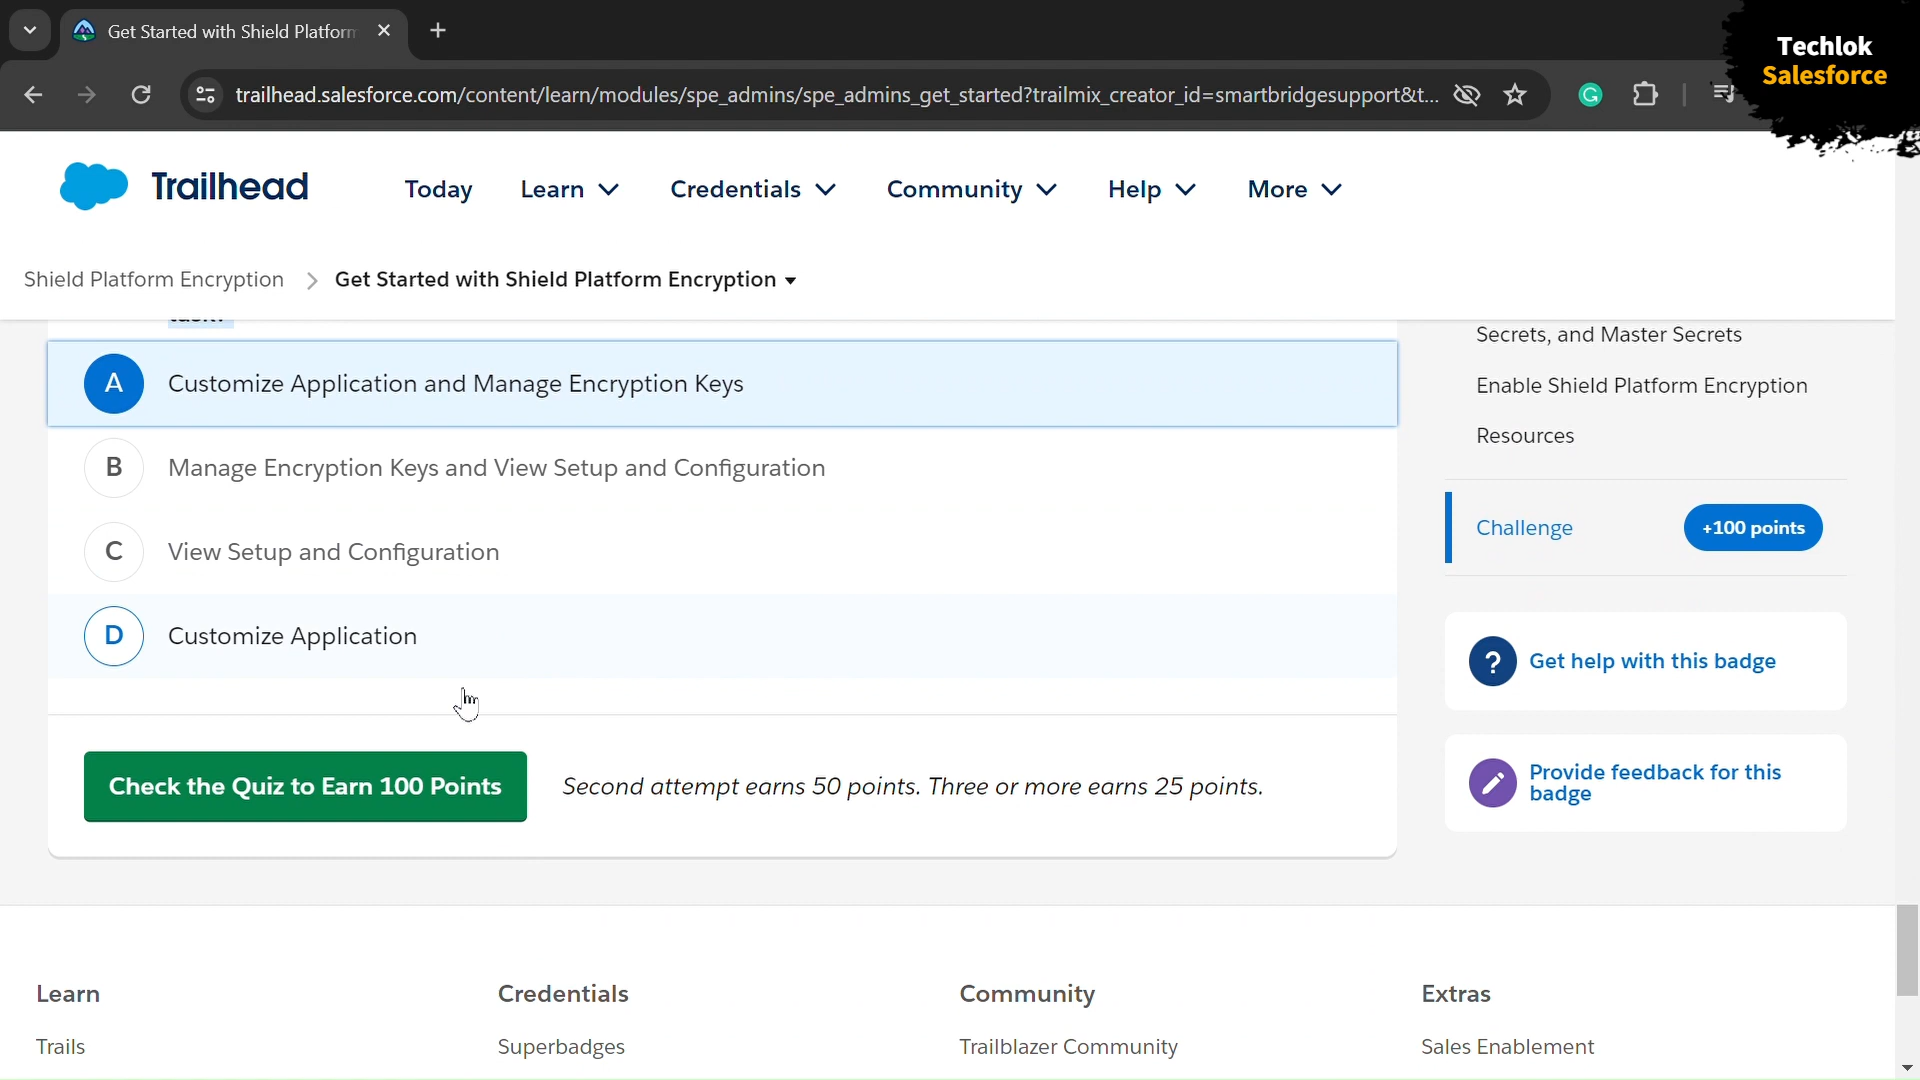 Get Started with Shield Platforn
Techlok
Salesforce
trailhead.salesforce.com/content/learn/modules/spe_admins/spe_admins_get_started?trailmix_creator_id=smartbridgesupport&t...
Trailhead
Today
Learn
Credentials
Community
Help
More
Shield Platform Encryption
Get Started with Shield Platform Encryption
Secrets, and Master Secrets
A
Customize Application and Manage Encryption Keys
Enable Shield Platform Encryption
Resources
B
Manage Encryption Keys and View Setup and Configuration
Challenge
+100 points
C
View Setup and Configuration
D
Customize Application
?
Get help with this badge
Check the Quiz to Earn 100 Points
Second attempt earns 50 points. Three or more earns 25 points.
Provide feedback for this
badge
Learn
Credentials
Community
Extras
Trails
Superbadges
Trailblazer Community
Sales Enablement